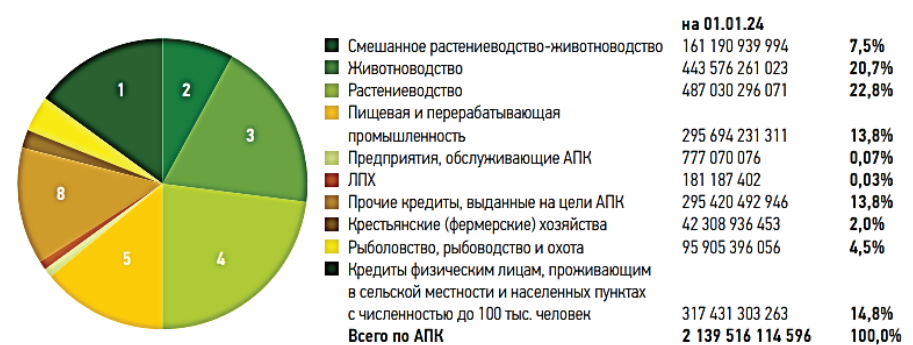 на 01.01.24
Смешанное растениеводство-животноводство 161 190 939 994 7,5%
Животноводство 443 576 261 023 20,7%
Растениеводство 487 030 296 071 22,8%
Пищевая и перерабатывающая
промышленность 295 694 231 311 13,8%
Предприятия, обслуживающие АПК 777 070 076 0,07%
ЛПХ 181 187 402 0,03%
Прочие кредиты, выданные на цели АПК 295 420 492 946 13,8%
Крестьянские (фермерские) хозяйства 42 308 936 453 2,0%
Рыболовство, рыбоводство и охота 95 905 396 056 4,5%
Кредиты физическим лицам, проживающим
в сельской местности и населенных пунктах
с численностью до 100 тыс. человек 317 431 303 263 14,8%
Всего по АПК 2 139 516 114 596 100,0%
1
2
3
4
5
8